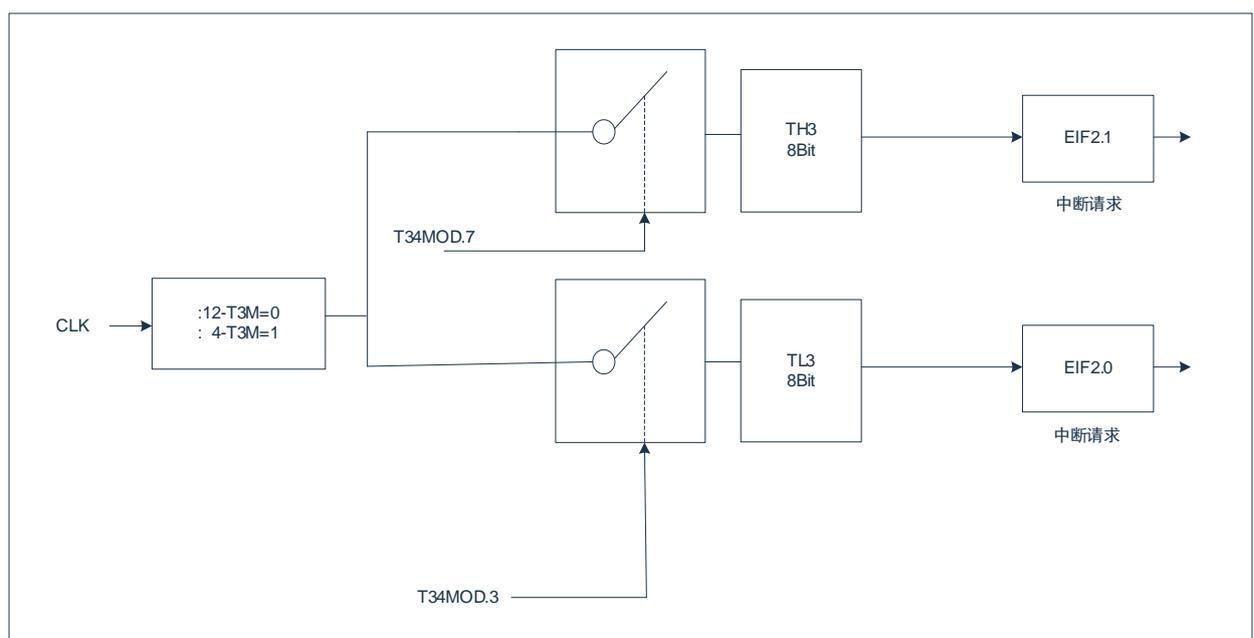 TH3
8Bit
EIF2.1
中断请求
T34MOD.7
CLK
:12-T3M=0
: 4-T3M=1
TL3
8Bit
EIF2.0
中断请求
T34MOD.3